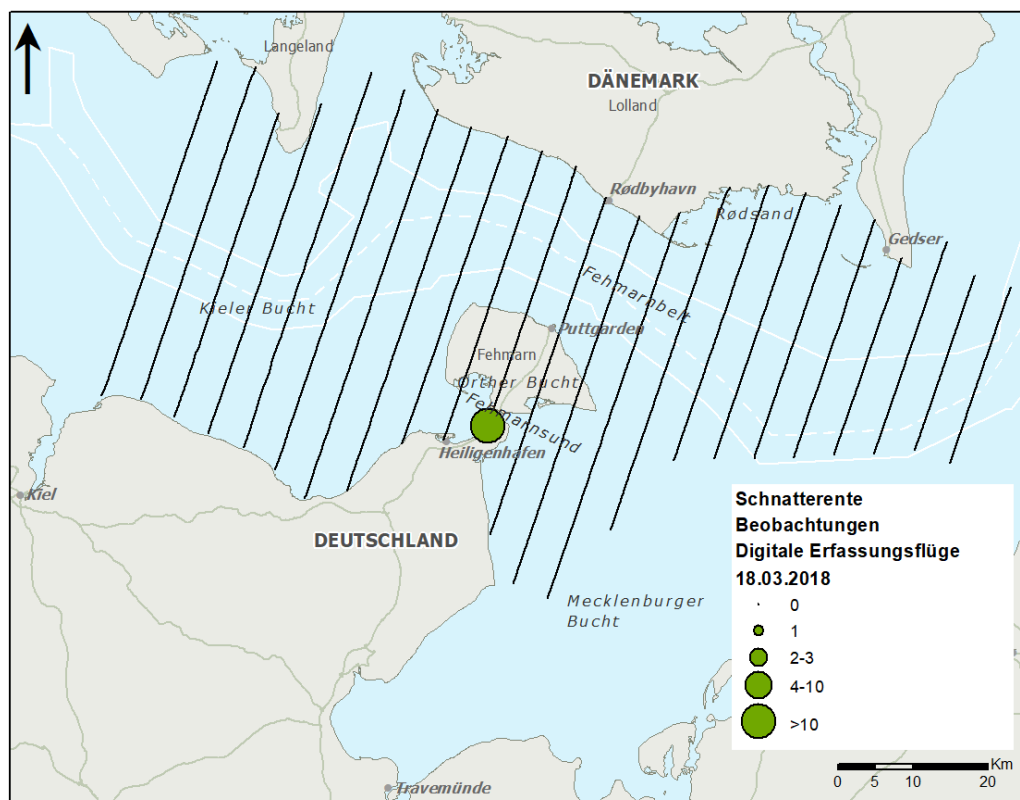 Langeland
DÄNEMARK
Lolland
Rødbyhavn
Rødsand
Gedser
Fehmarnbelt
Kieler Bucht
Puttgarden
Fehmarn
Orther Bucht
Fehmarnsund
Heiligenhafen
Kiel
DEUTSCHLAND
Mecklenburger
Bucht
Travemünde
Schnatterente
Beobachtungen
Digitale Erfassungsflüge
18.03.2018
0
1
2-3
4-10
>10
Km
0 5 10 20